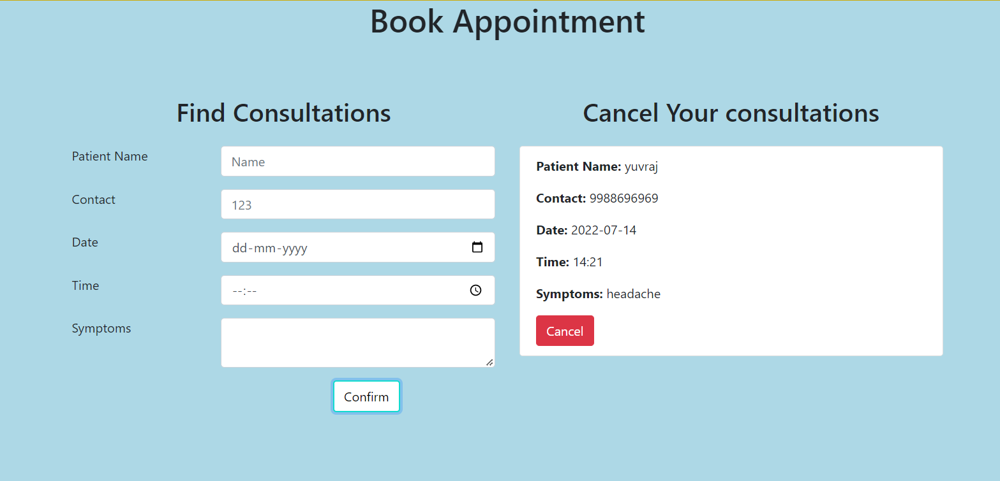 Book Appointment
Find Consultations
Patient Name
Name
Contact
123
Date
dd-mm-yyyy
Time
--:--
Symptoms
Confirm
Cancel Your consultations
Patient Name: yuvraj
Contact: 9988696969
Date: 2022-07-14
Time: 14:21
Symptoms: headache
Cancel